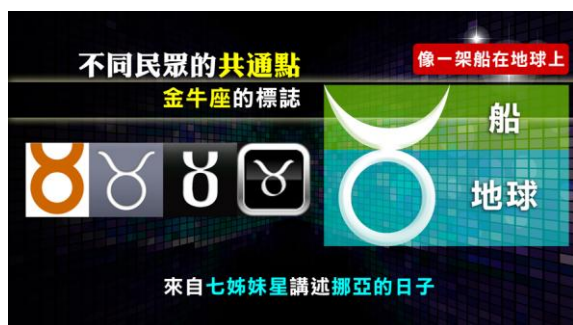 不同民眾的共通點
金牛座的標誌
像一架船在地球上
船
地球
來自七姊妹星講述挪亞的日子